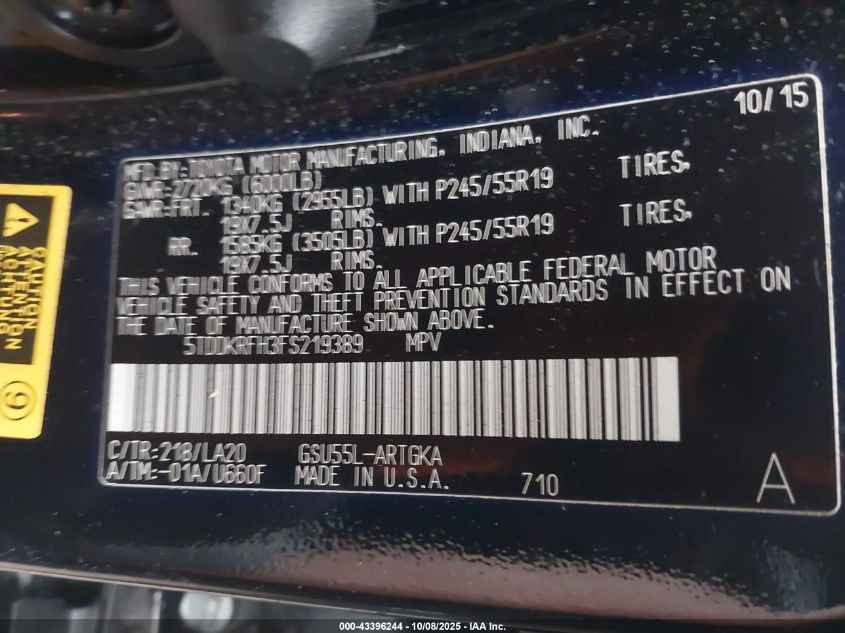 10/15
MFD. BY: TOYOTA MOTOR MANUFACTURING, INDIANA, INC.
GVWR: 2720KG (6000LB)
GAWR: FRT. 1340KG (2955LB) WITH P245/55R19 TIRES,
19X7.5J RIMS.
RR. 1585KG (3505LB) WITH P245/55R19 TIRES,
19X7.5J RIMS.
THIS VEHICLE CONFORMS TO ALL APPLICABLE FEDERAL MOTOR
VEHICLE SAFETY AND THEFT PREVENTION STANDARDS IN EFFECT ON
THE DATE OF MANUFACTURE SHOWN ABOVE.
5TDDKRFH3FS219389 MPV
C/TR: 218/LA20 GSU55L-ARTGKA
A/TM: -01A/U660F MADE IN U.S.A. 710 A
CAUTION
ATTENTION
ACHTUNG
9
000-43396244 - 10/08/2025 - IAA Inc.